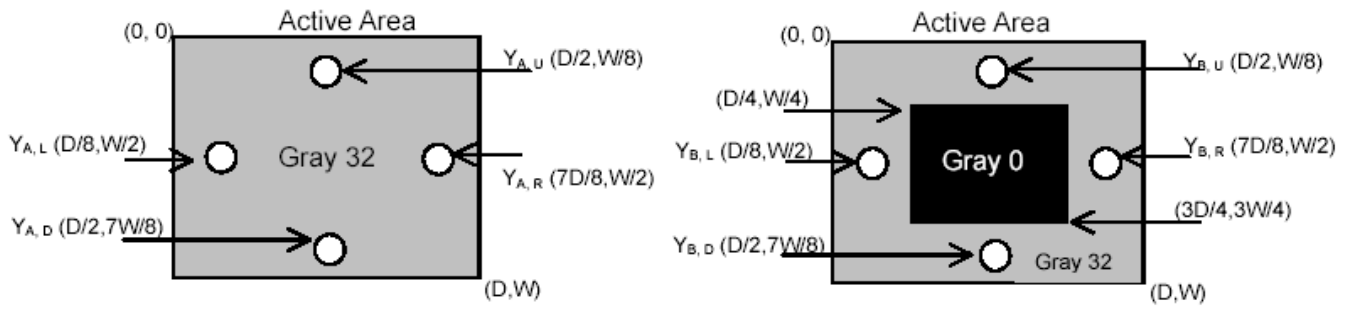 Active Area
(0, 0)
Y_A, U (D/2,W/8)
Y_A, L (D/8,W/2)
Gray 32
Y_A, R (7D/8,W/2)
Y_A, D (D/2,7W/8)
(D,W)
Active Area
(0, 0)
Y_B, U (D/2,W/8)
(D/4,W/4)
Y_B, L (D/8,W/2)
Gray 0
Y_B, R (7D/8,W/2)
(3D/4,3W/4)
Y_B, D (D/2,7W/8)
Gray 32
(D,W)